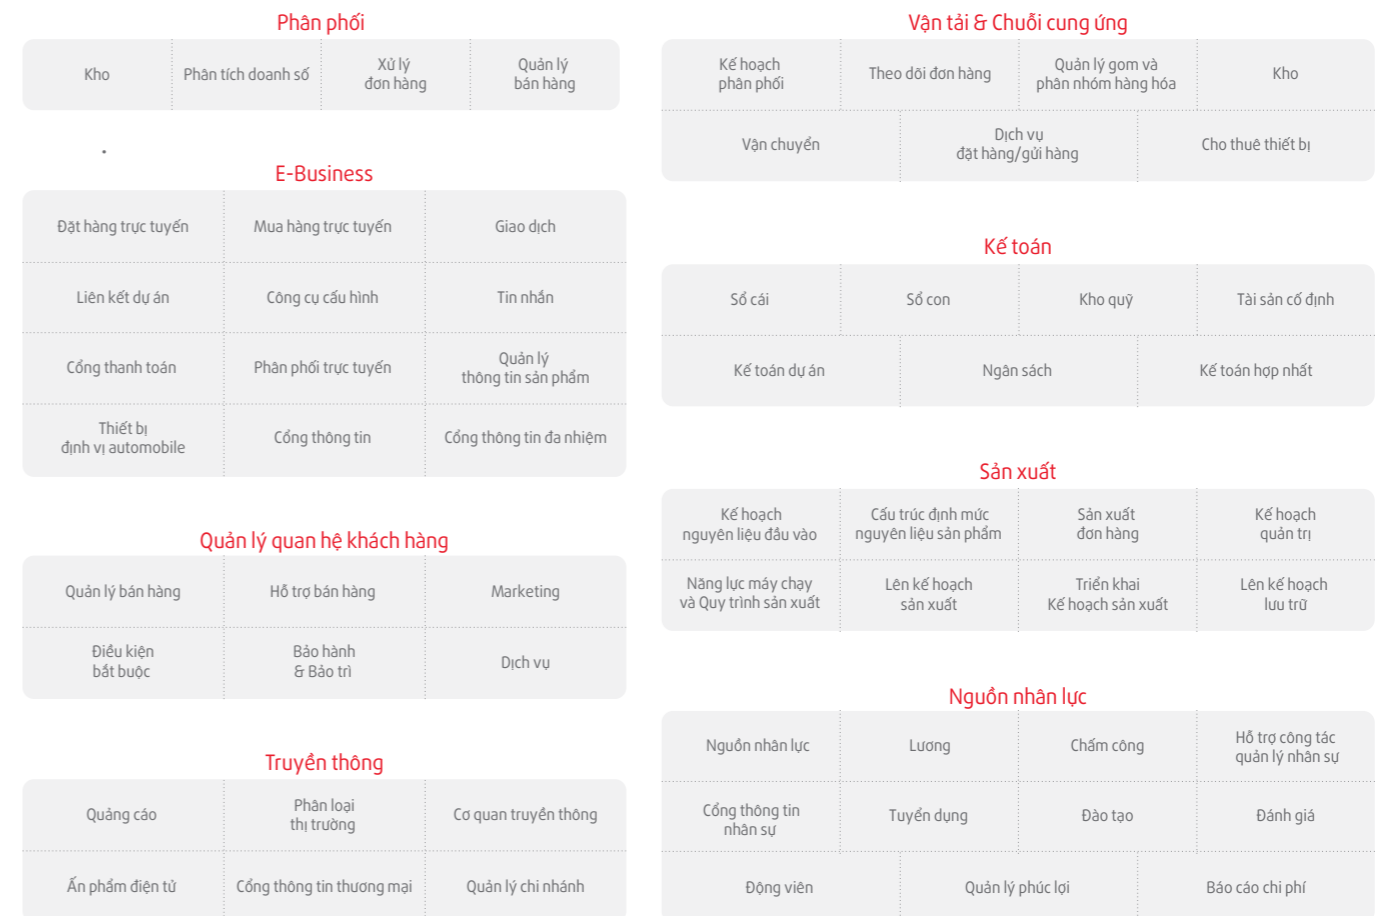 Phân phối
Kho
Phân tích doanh số
Xử lý
đơn hàng
Quản lý
bán hàng
E-Business
Đặt hàng trực tuyến
Mua hàng trực tuyến
Giao dịch
Liên kết dự án
Công cụ cấu hình
Tin nhắn
Cổng thanh toán
Phân phối trực tuyến
Quản lý
thông tin sản phẩm
Thiết bị
định vị automobile
Cổng thông tin
Cổng thông tin đa nhiệm
Quản lý quan hệ khách hàng
Quản lý bán hàng
Hỗ trợ bán hàng
Marketing
Điều kiện
bắt buộc
Bảo hành
& Bảo trì
Dịch vụ
Truyền thông
Quảng cáo
Phân loại
thị trường
Cơ quan truyền thông
Ấn phẩm điện tử
Cổng thông tin thương mại
Quản lý chi nhánh
Vận tải & Chuỗi cung ứng
Kế hoạch
phân phối
Theo dõi đơn hàng
Quản lý gom và
phân nhóm hàng hóa
Kho
Vận chuyển
Dịch vụ
đặt hàng/gửi hàng
Cho thuê thiết bị
Kế toán
Sổ cái
Sổ con
Kho quỹ
Tài sản cố định
Kế toán dự án
Ngân sách
Kế toán hợp nhất
Sản xuất
Kế hoạch
nguyên liệu đầu vào
Cấu trúc định mức
nguyên liệu sản phẩm
Sản xuất
đơn hàng
Kế hoạch
quản trị
Năng lực máy chạy
và Quy trình sản xuất
Lên kế hoạch
sản xuất
Triển khai
Kế hoạch sản xuất
Lên kế hoạch
lưu trữ
Nguồn nhân lực
Nguồn nhân lực
Lương
Chấm công
Hỗ trợ công tác
quản lý nhân sự
Cổng thông tin
nhân sự
Tuyển dụng
Đào tạo
Đánh giá
Động viên
Quản lý phúc lợi
Báo cáo chi phí